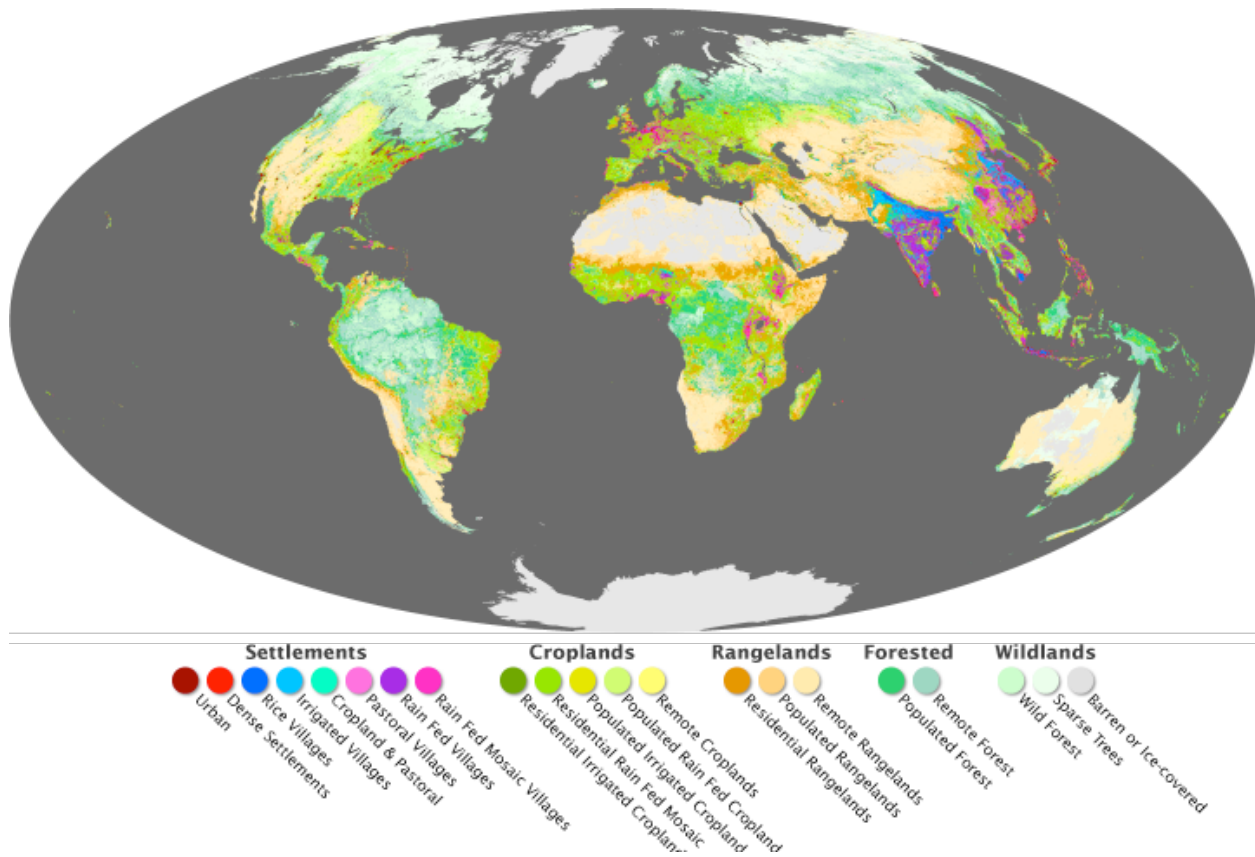 Settlements
Urban
Dense Settlements
Rice Villages
Irrigated Villages
Cropland & Pastoral
Pastoral Villages
Rain Fed Villages
Rain Fed Mosaic Villages
Croplands
Residential Irrigated Cropland
Residential Rain Fed Mosaic
Populated Irrigated Cropland
Populated Rain Fed Cropland
Remote Croplands
Rangelands
Residential Rangelands
Populated Rangelands
Remote Rangelands
Forested
Populated Forest
Remote Forest
Wildlands
Wild Forest
Sparse Trees
Barren or Ice-covered